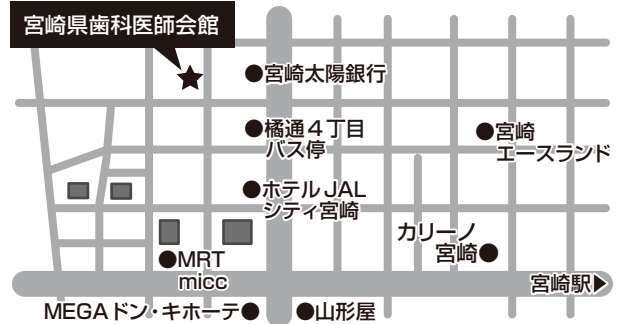 宮崎県歯科医師会館
●宮崎太陽銀行
●橘通4丁目
バス停
●宮崎
エースランド
●ホテルJAL
シティ宮崎
カリーノ
宮崎●
●MRT
micc
宮崎駅▶
MEGAドン・キホーテ●
●山形屋